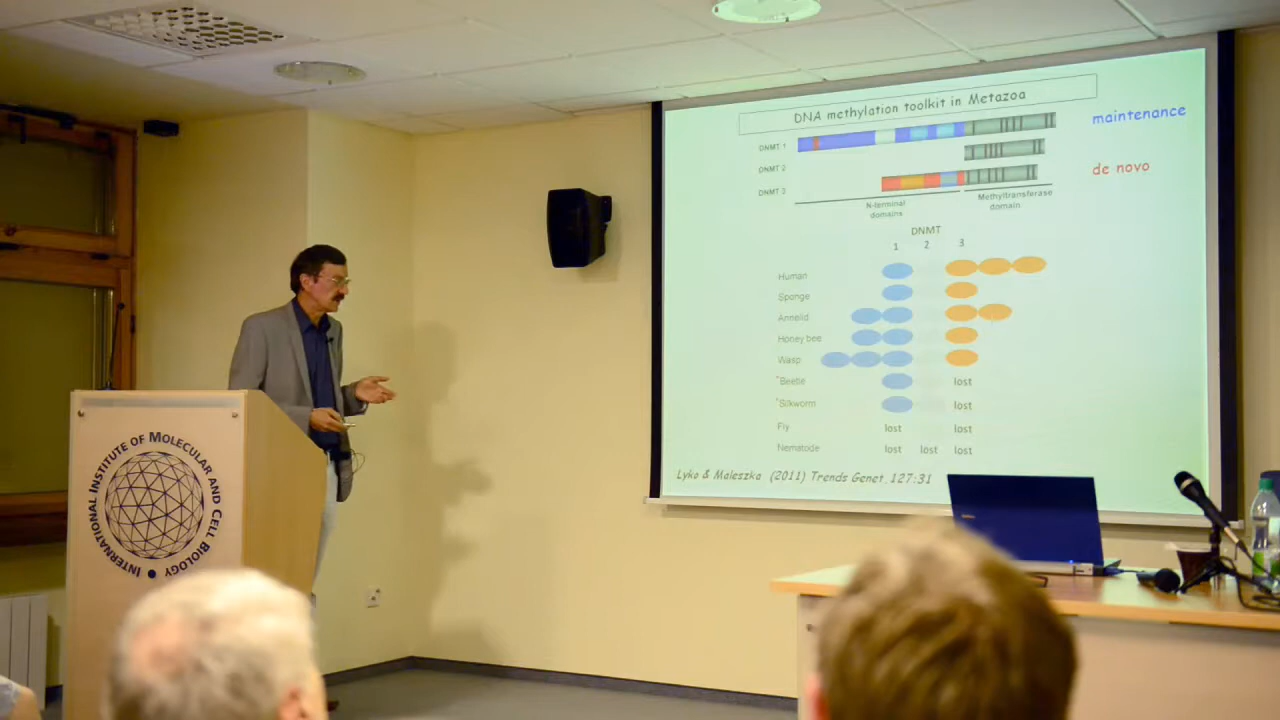 DNA methylation toolkit in Metazoa
DNMT 1
maintenance
DNMT 2
DNMT 3
de novo
N-terminal
domains
Methyltransferase
domain
DNMT
1 2 3
Human
Sponge
Annelid
Honey bee
Wasp
*Beetle lost
*Silkworm lost
Fly lost lost
Nematode lost lost lost
Lyko & Maleszka (2011) Trends Genet. 127:31
INTERNATIONAL INSTITUTE OF MOLECULAR AND CELL BIOLOGY